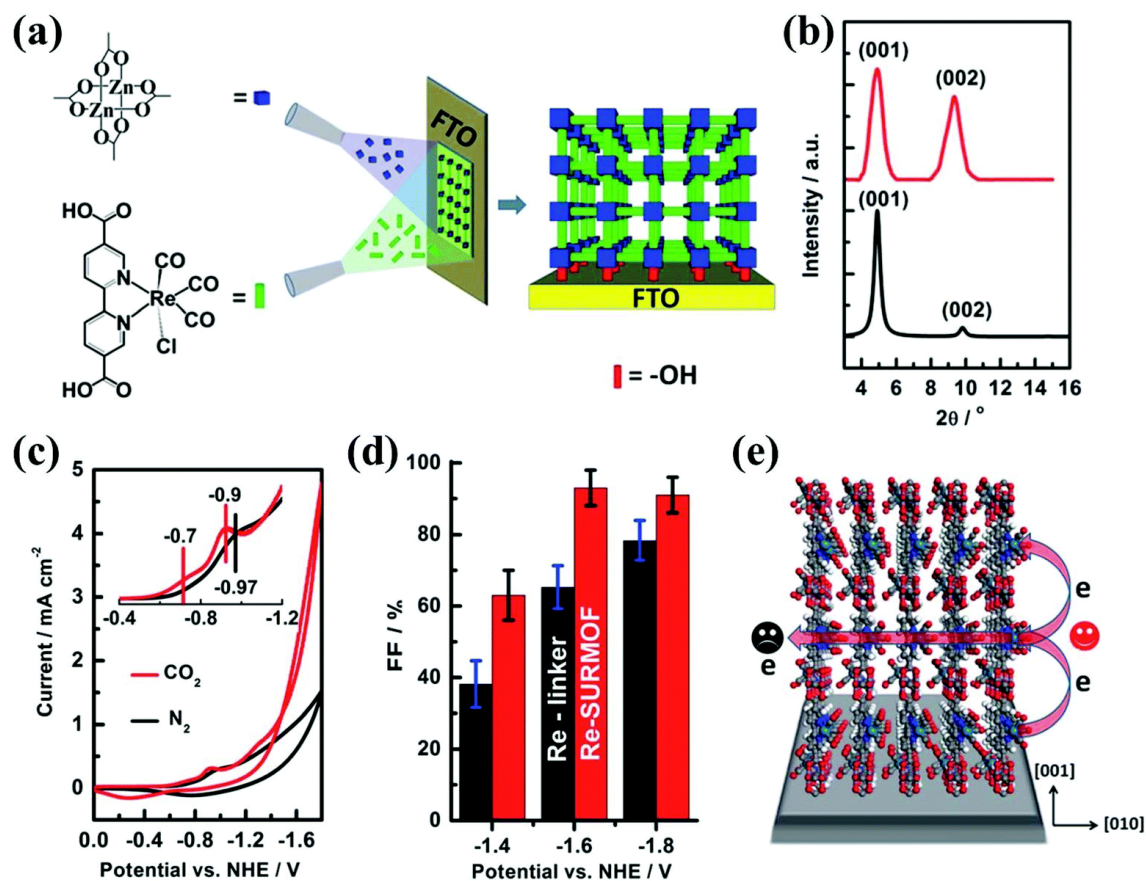 (a)
O
O
O
O
O
Zn
O
Zn
O
O
=
FTO
HO
O
CO
N
CO
Re
N
CO
Cl
HO
O
=
FTO
= -OH
(b)
(001)
(002)
(001)
(002)
Intensity / a.u.
4 6 8 10 12 14 16
2θ / °
(c)
5
4
3
2
1
0
-0.9
-0.7
-0.97
-0.4 -0.8 -1.2
CO2
N2
Current / mA cm-2
0.0 -0.4 -0.8 -1.2 -1.6
Potential vs. NHE / V
(d)
100
80
60
40
20
0
FF / %
Re - linker
Re-SURMOF
-1.4 -1.6 -1.8
Potential vs. NHE / V
(e)
e
e
e
[001]
[010]